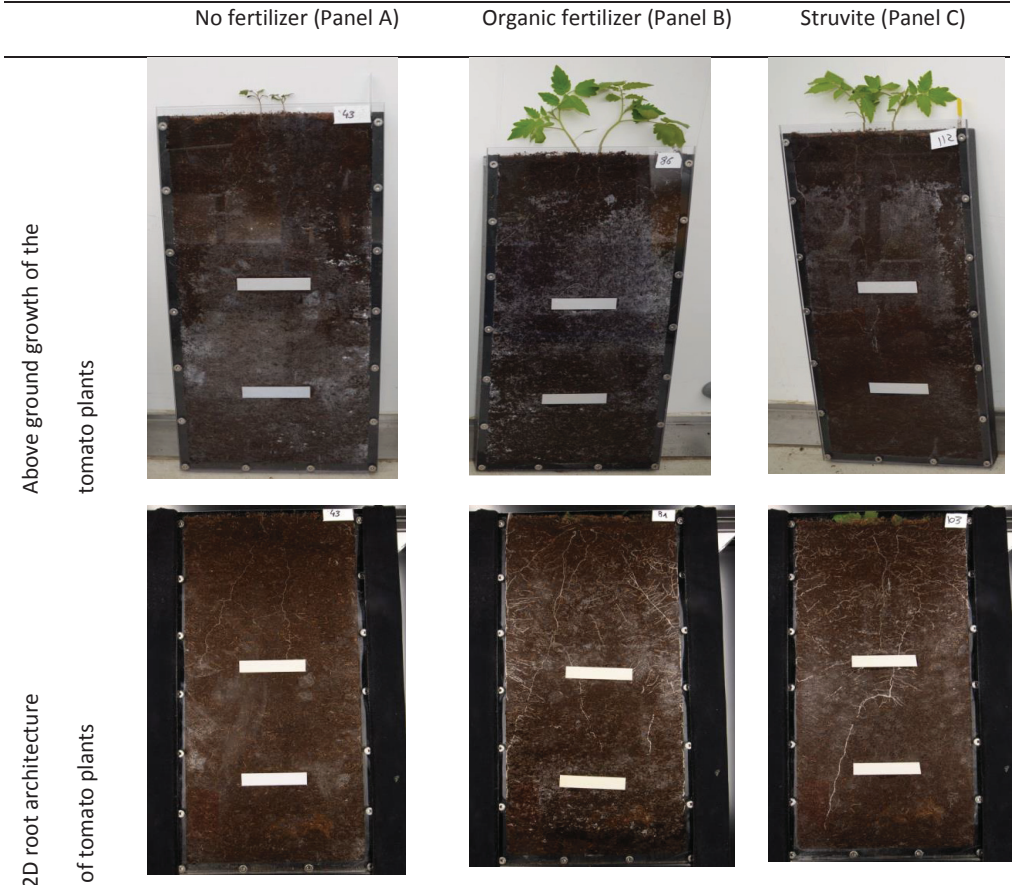 No fertilizer (Panel A)
Organic fertilizer (Panel B)
Struvite (Panel C)
Above ground growth of the
tomato plants
43
86
112
2D root architecture
of tomato plants
43
103